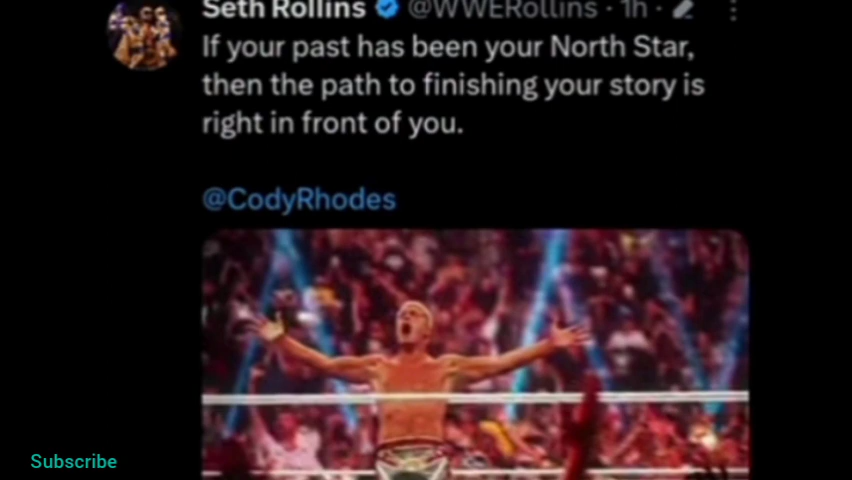 Seth Rollins @WWERollins · 1h ·
If your past has been your North Star,
then the path to finishing your story is
right in front of you.
@CodyRhodes
Subscribe